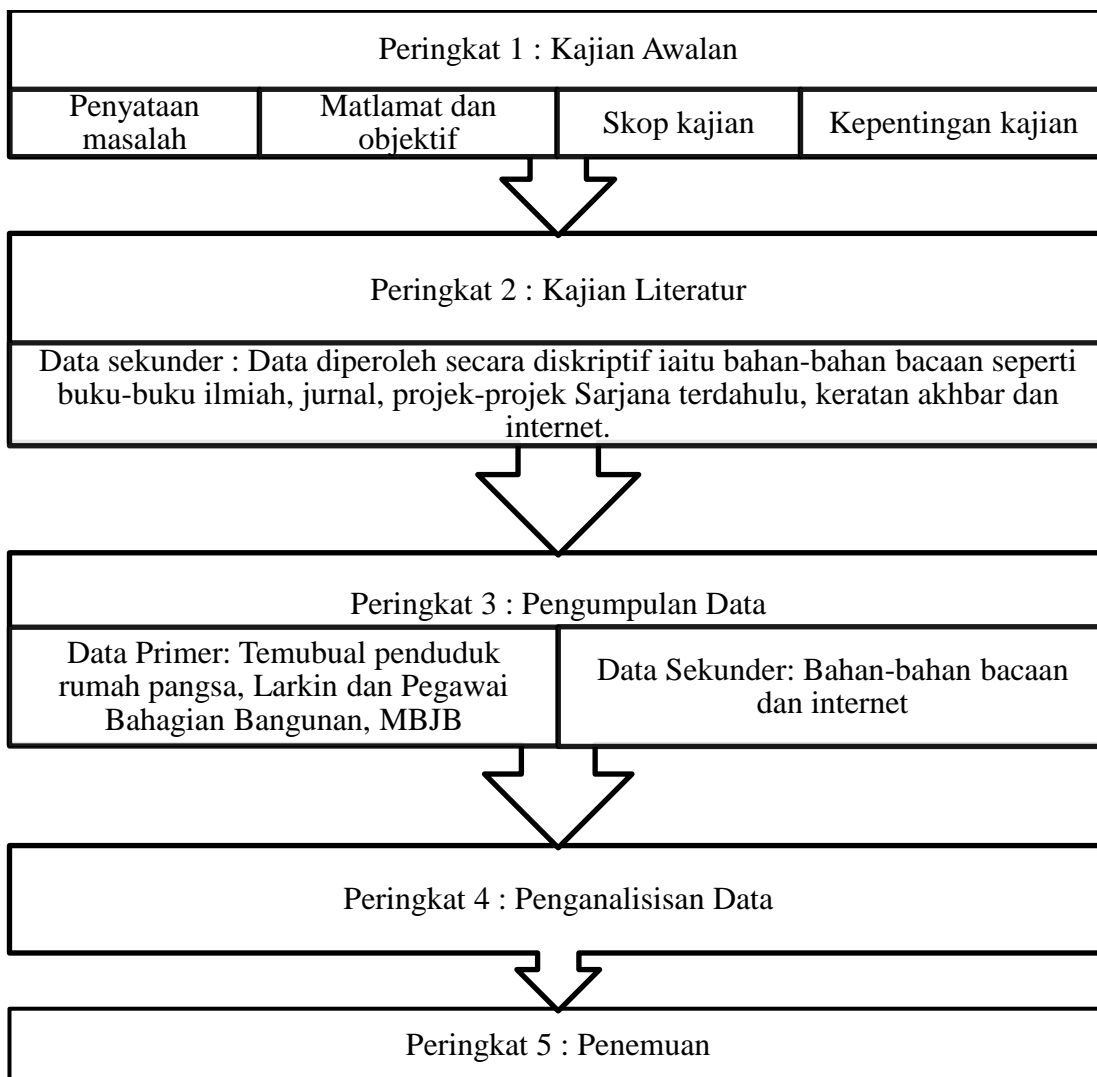 Peringkat 1 : Kajian Awalan
Penyataan
masalah
Matlamat dan
objektif
Skop kajian
Kepentingan kajian
Peringkat 2 : Kajian Literatur
Data sekunder : Data diperoleh secara diskriptif iaitu bahan-bahan bacaan seperti
buku-buku ilmiah, jurnal, projek-projek Sarjana terdahulu, keratan akhbar dan
internet.
Peringkat 3 : Pengumpulan Data
Data Primer: Temubual penduduk
rumah pangsa, Larkin dan Pegawai
Bahagian Bangunan, MBJB
Data Sekunder: Bahan-bahan bacaan
dan internet
Peringkat 4 : Penganalisisan Data
Peringkat 5 : Penemuan